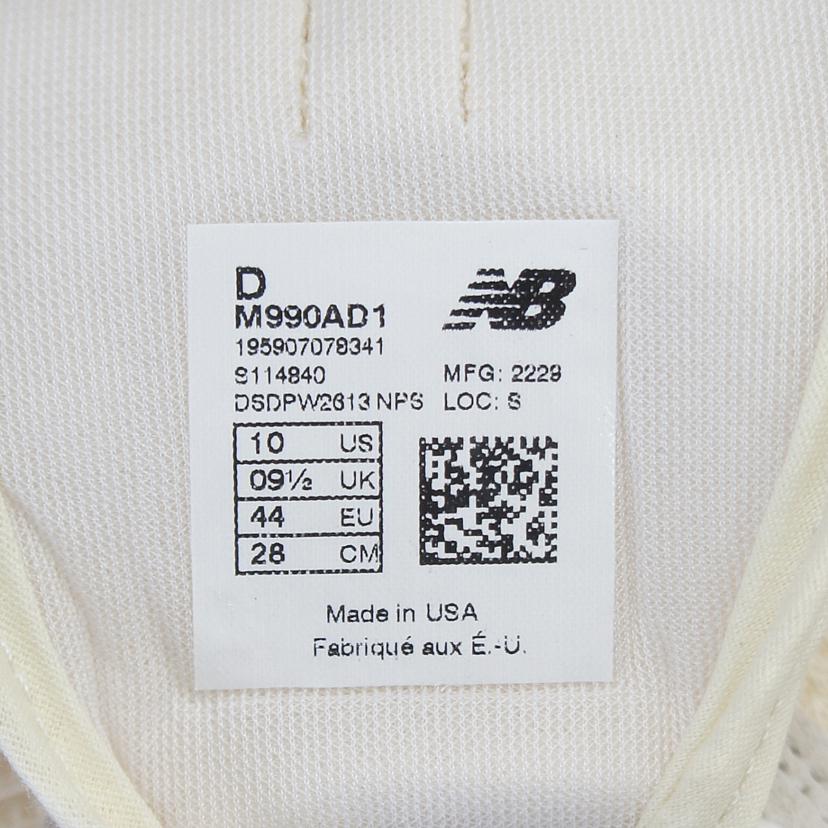 D
M990AD1
195907078341
S114840 MFG: 2229
DSDPW2613 NPS LOC: S
10 US
09½ UK
44 EU
28 CM
NB
Made in USA
Fabriqué aux É.-U.